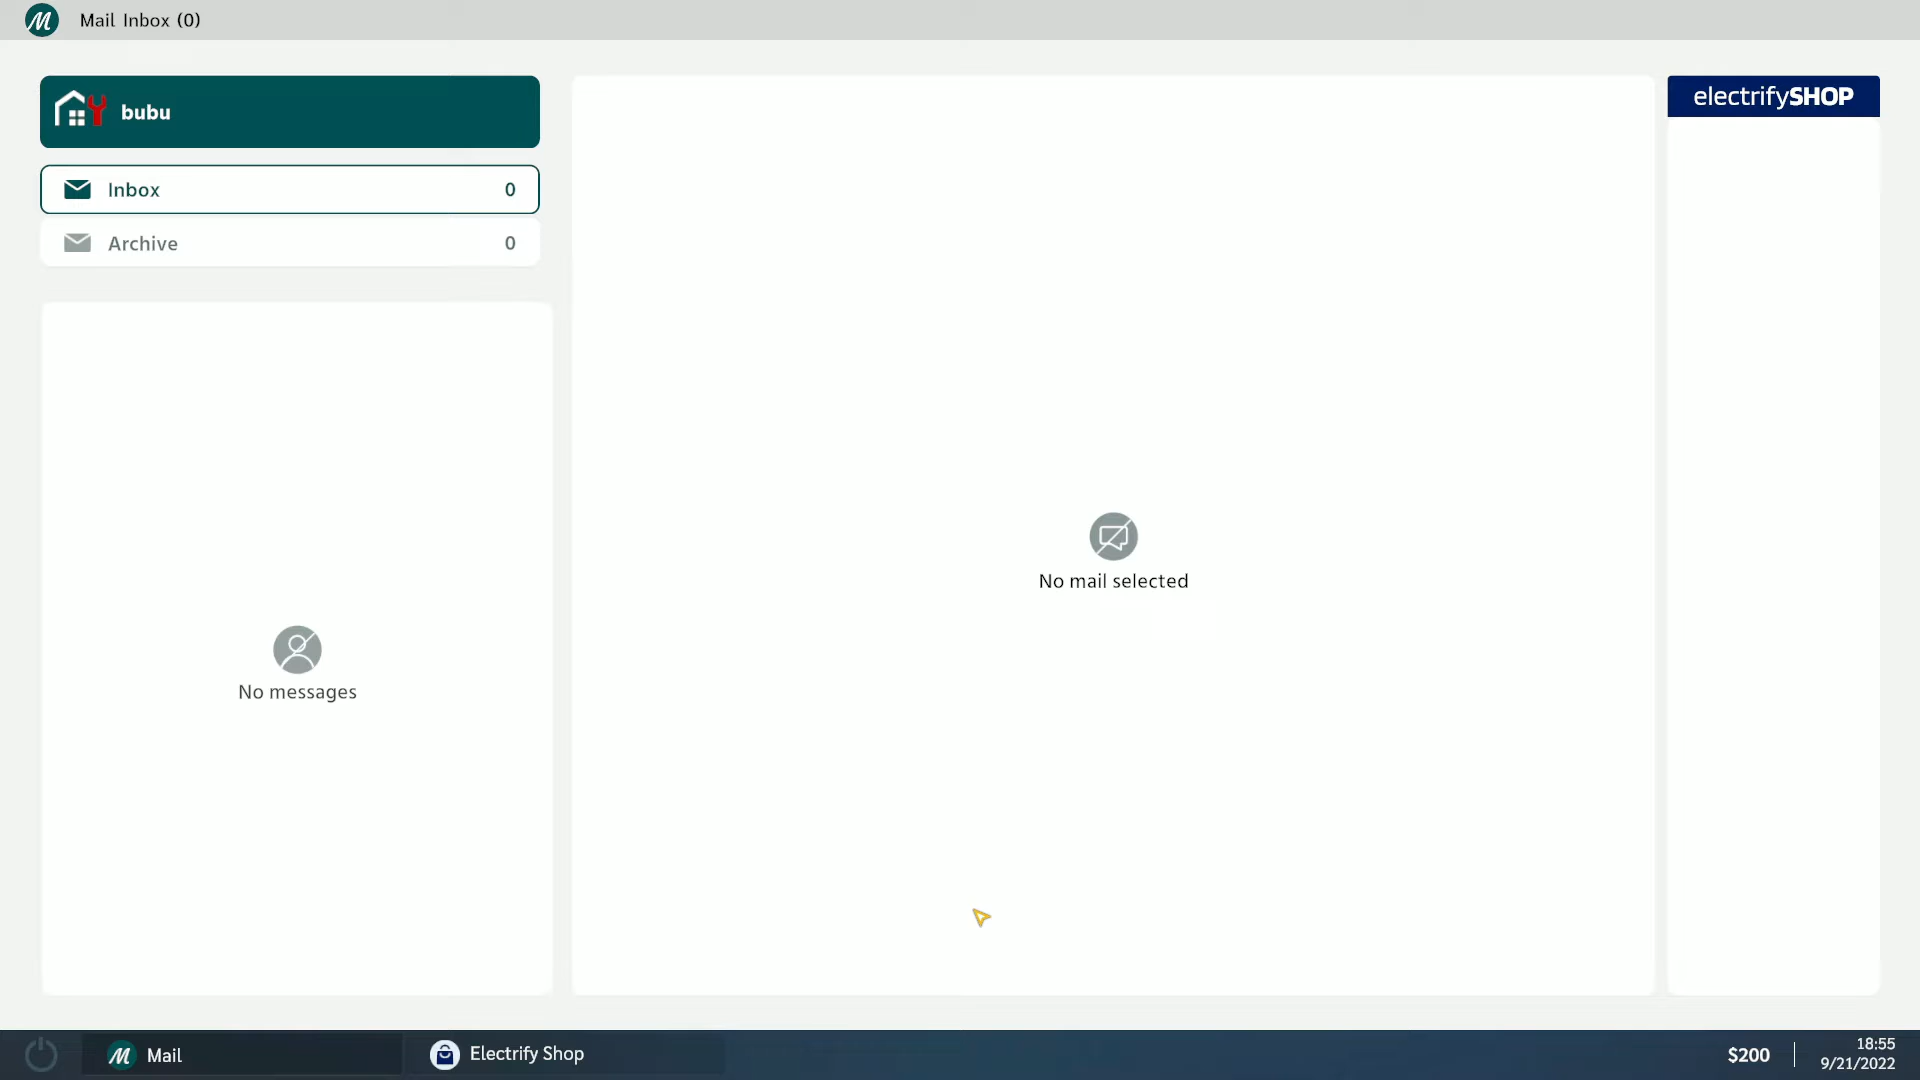 Mail Inbox (0)
bubu
Inbox 0
Archive 0
No messages
No mail selected
electrifySHOP
Mail
Electrify Shop
$200
18:55
9/21/2022